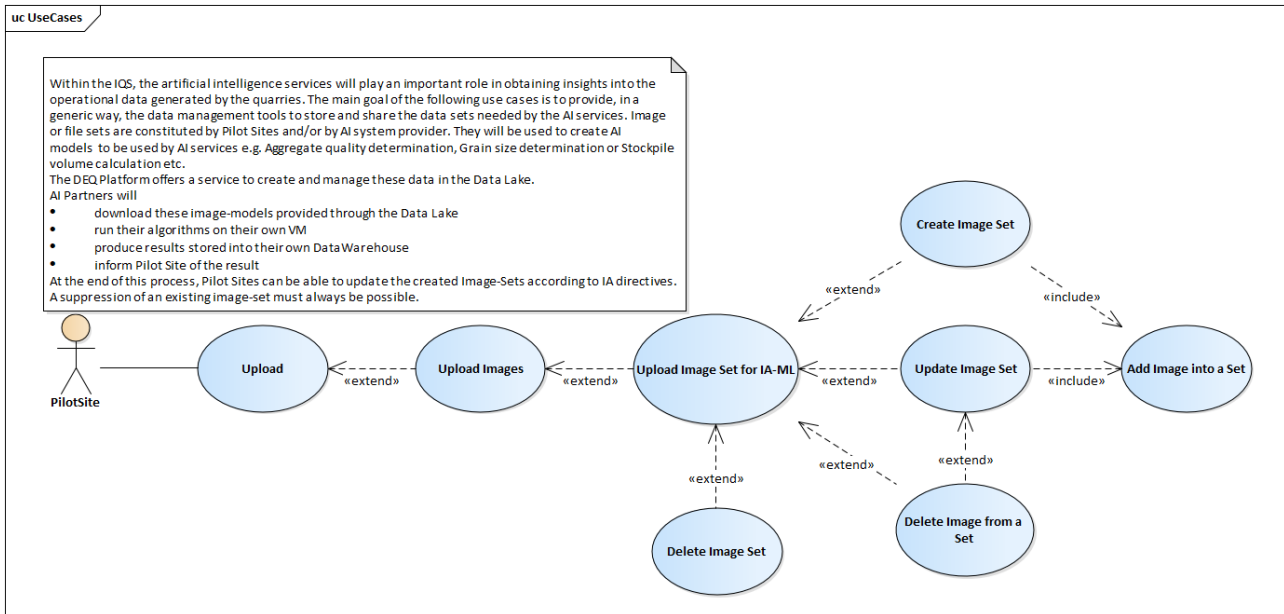 uc UseCases
Within the IQS, the artificial intelligence services will play an important role in obtaining insights into the
operational data generated by the quarries. The main goal of the following use cases is to provide, in a
generic way, the data management tools to store and share the data sets needed by the AI services. Image
or file sets are constituted by Pilot Sites and/or by AI system provider. They will be used to create AI
models to be used by AI services e.g. Aggregate quality determination, Grain size determination or Stockpile
volume calculation etc.
The DEQ Platform offers a service to create and manage these data in the Data Lake.
AI Partners will
• download these image-models provided through the Data Lake
• run their algorithms on their own VM
• produce results stored into their own DataWarehouse
• inform Pilot Site of the result
At the end of this process, Pilot Sites can be able to update the created Image-Sets according to IA directives.
A suppression of an existing image-set must always be possible.
Create Image Set
«extend»
«include»
PilotSite
Upload
«extend»
Upload Images
«extend»
Upload Image Set for IA-ML
«extend»
Update Image Set
«include»
Add Image into a Set
«extend»
«extend»
«extend»
Delete Image Set
Delete Image from a
Set